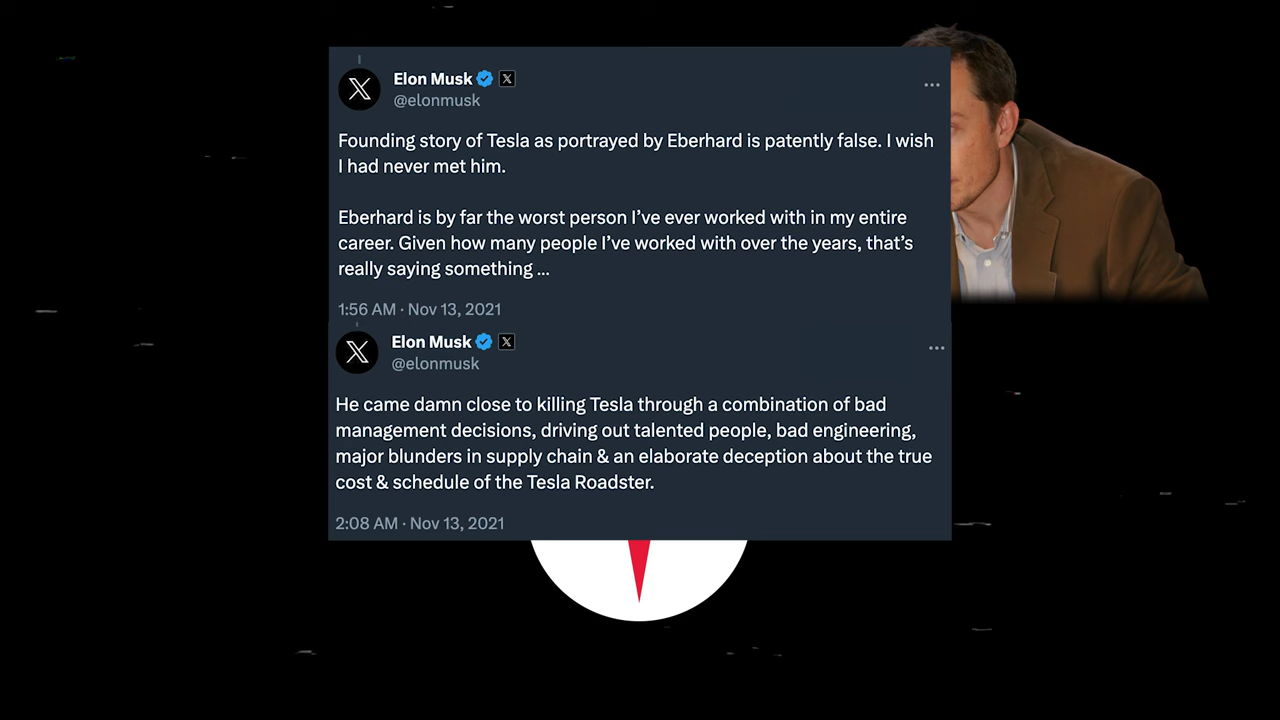 Elon Musk
@elonmusk
Founding story of Tesla as portrayed by Eberhard is patently false. I wish
I had never met him.
Eberhard is by far the worst person I’ve ever worked with in my entire
career. Given how many people I’ve worked with over the years, that’s
really saying something ...
1:56 AM · Nov 13, 2021
Elon Musk
@elonmusk
He came damn close to killing Tesla through a combination of bad
management decisions, driving out talented people, bad engineering,
major blunders in supply chain & an elaborate deception about the true
cost & schedule of the Tesla Roadster.
2:08 AM · Nov 13, 2021